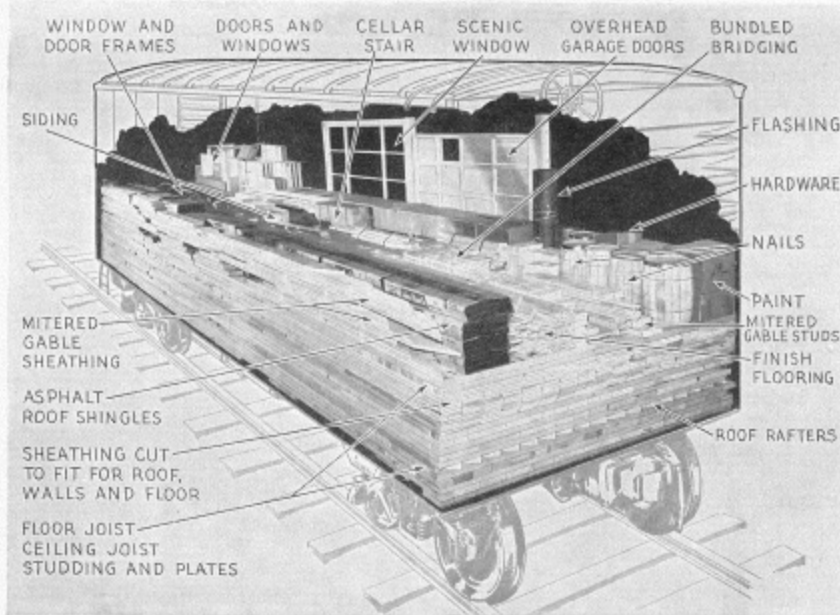 WINDOW AND
DOOR FRAMES
DOORS AND
WINDOWS
CELLAR
STAIR
SCENIC
WINDOW
OVERHEAD
GARAGE DOORS
BUNDLED
BRIDGING
SIDING
FLASHING
HARDWARE
NAILS
PAINT
MITERED
GABLE STUDS
FINISH
FLOORING
ROOF RAFTERS
MITERED
GABLE
SHEATHING
ASPHALT
ROOF SHINGLES
SHEATHING CUT
TO FIT FOR ROOF,
WALLS AND FLOOR
FLOOR JOIST
CEILING JOIST
STUDDING AND PLATES